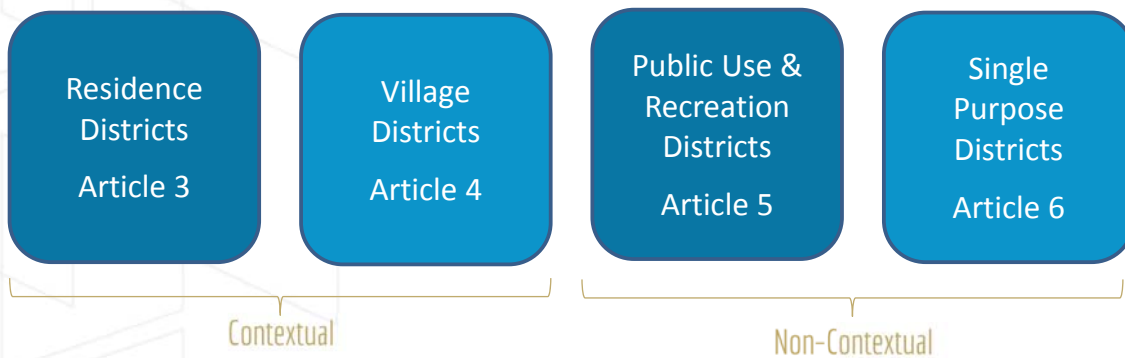 Residence
Districts
Article 3
Village
Districts
Article 4
Public Use &
Recreation
Districts
Article 5
Single
Purpose
Districts
Article 6
Contextual
Non-Contextual